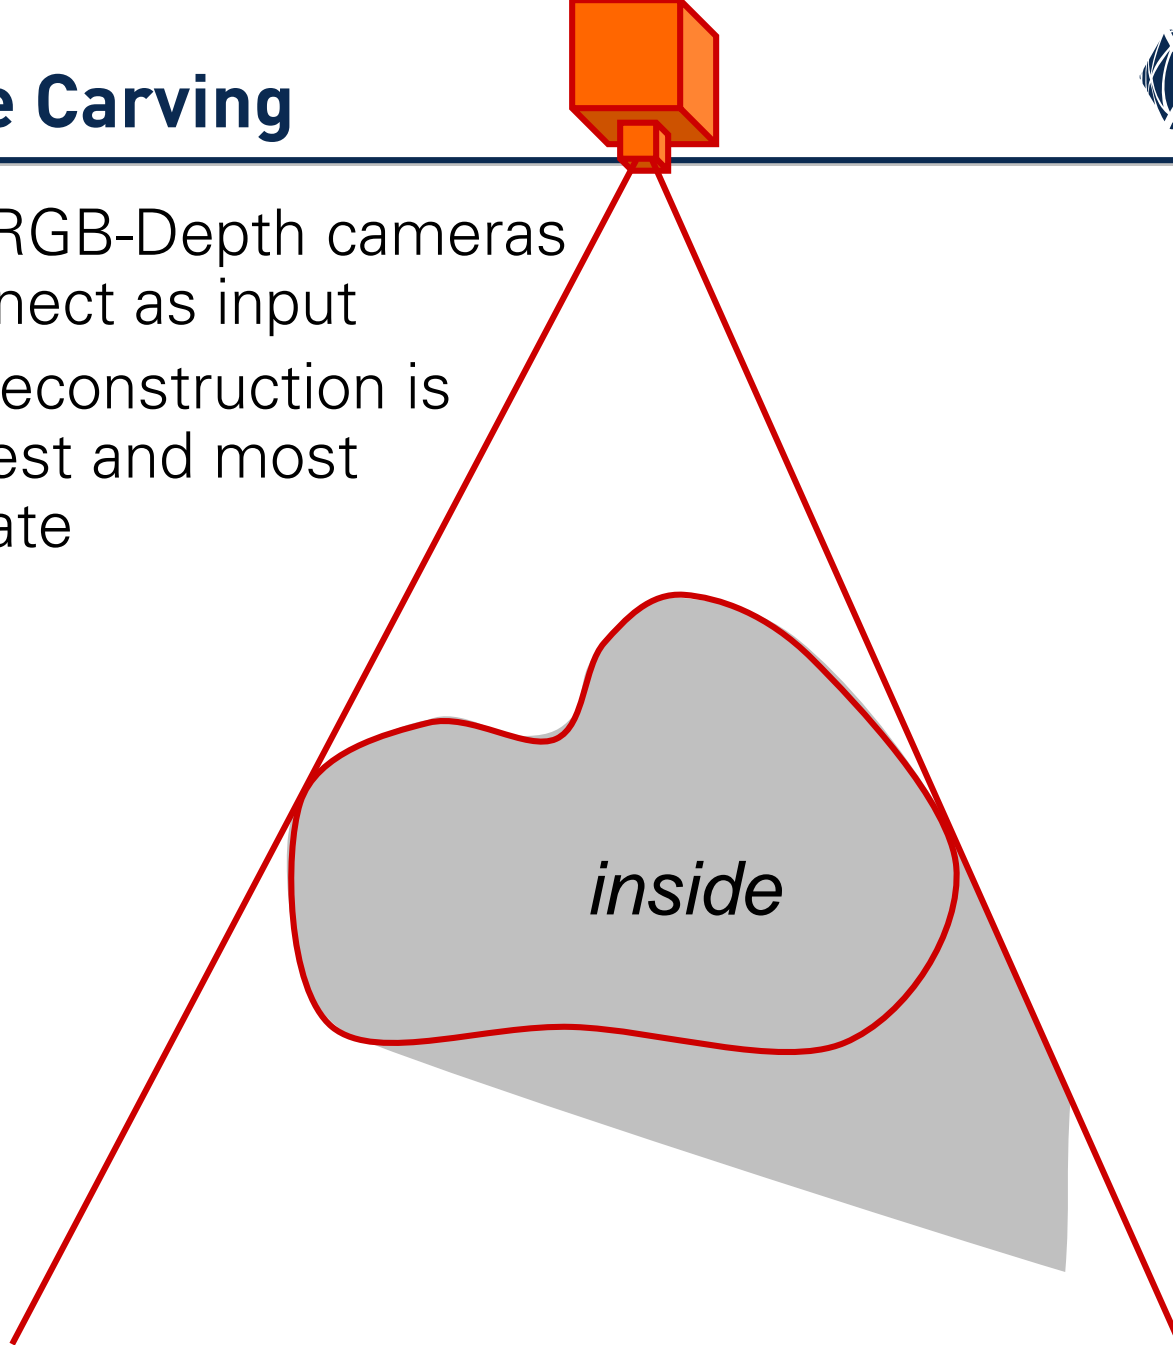 e Carving
RGB-Depth cameras
nect as input
econstruction is
est and most
ate
inside